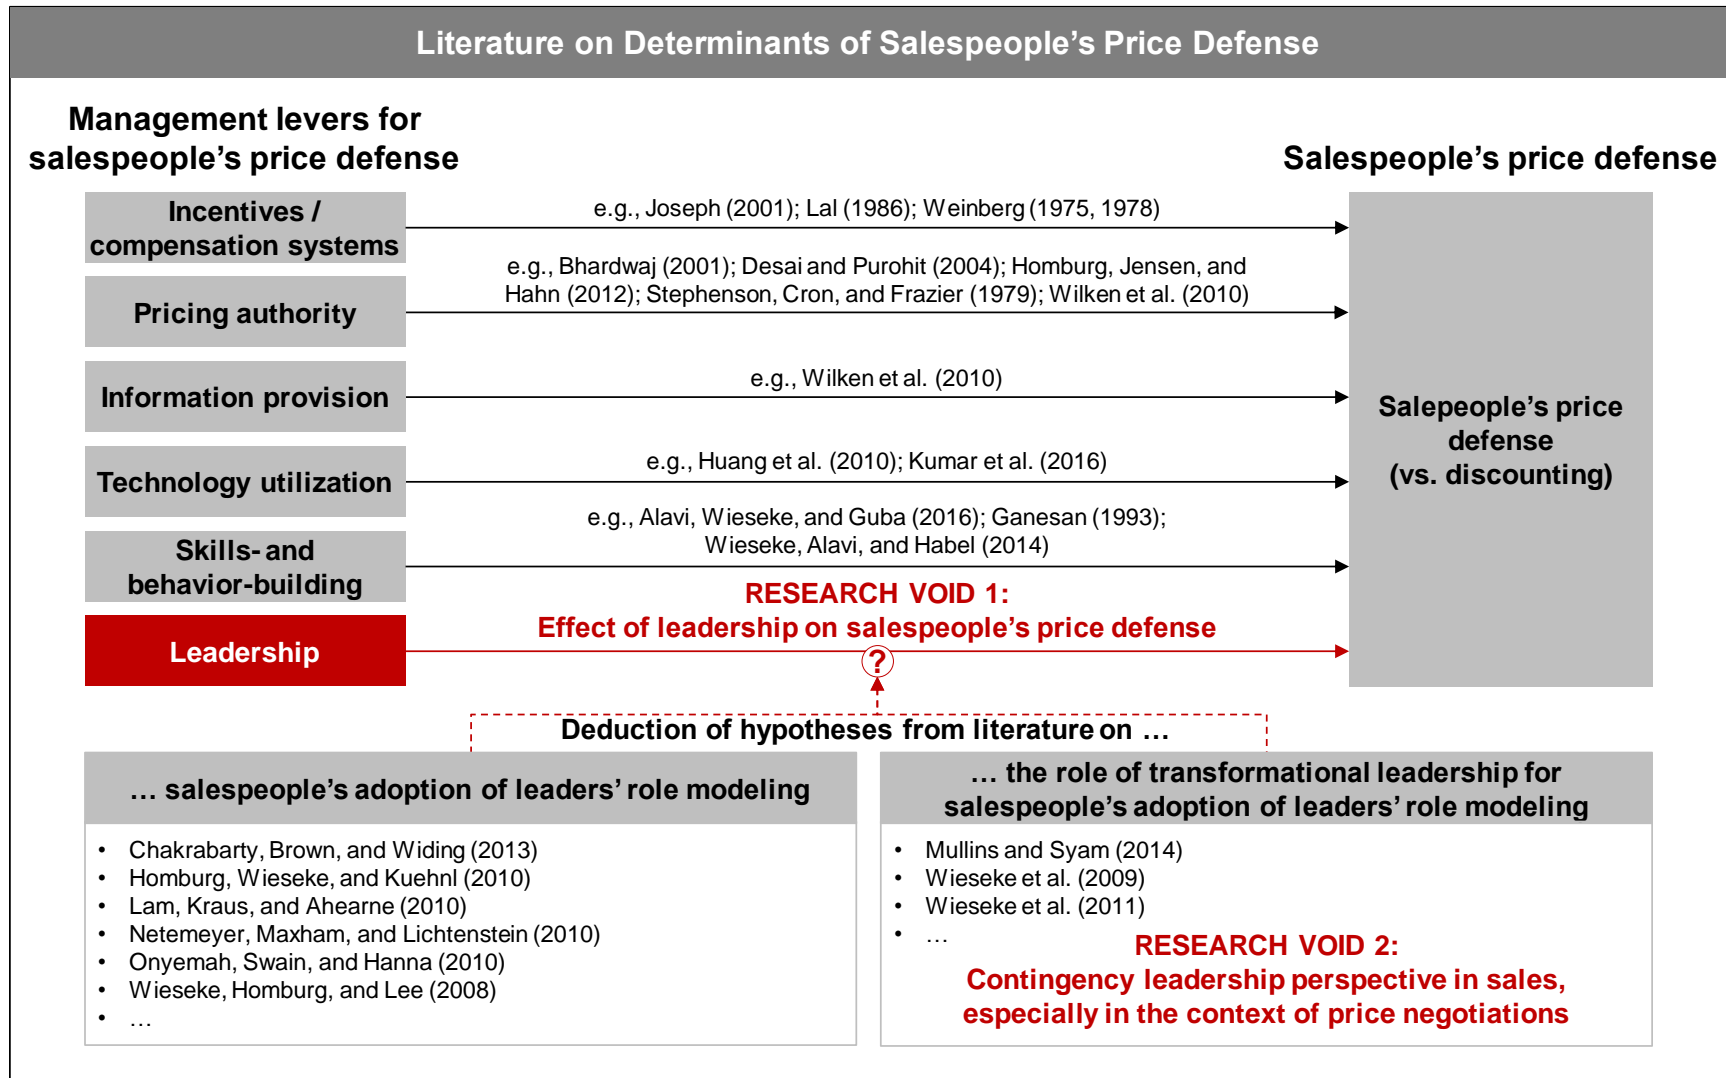 Literature on Determinants of Salespeople’s Price Defense
Management levers for
salespeople’s price defense
Salespeople’s price defense
Incentives /
compensation systems
e.g., Joseph (2001); Lal (1986); Weinberg (1975, 1978)
Pricing authority
e.g., Bhardwaj (2001); Desai and Purohit (2004); Homburg, Jensen, and
Hahn (2012); Stephenson, Cron, and Frazier (1979); Wilken et al. (2010)
Information provision
e.g., Wilken et al. (2010)
Technology utilization
e.g., Huang et al. (2010); Kumar et al. (2016)
Skills- and
behavior-building
e.g., Alavi, Wieseke, and Guba (2016); Ganesan (1993);
Wieseke, Alavi, and Habel (2014)
Salepeople’s price
defense
(vs. discounting)
Leadership
RESEARCH VOID 1:
Effect of leadership on salespeople’s price defense
?
Deduction of hypotheses from literature on …
… salespeople’s adoption of leaders’ role modeling
• Chakrabarty, Brown, and Widing (2013)
• Homburg, Wieseke, and Kuehnl (2010)
• Lam, Kraus, and Ahearne (2010)
• Netemeyer, Maxham, and Lichtenstein (2010)
• Onyemah, Swain, and Hanna (2010)
• Wieseke, Homburg, and Lee (2008)
• …
… the role of transformational leadership for
salespeople’s adoption of leaders’ role modeling
• Mullins and Syam (2014)
• Wieseke et al. (2009)
• Wieseke et al. (2011)
• …
RESEARCH VOID 2:
Contingency leadership perspective in sales,
especially in the context of price negotiations